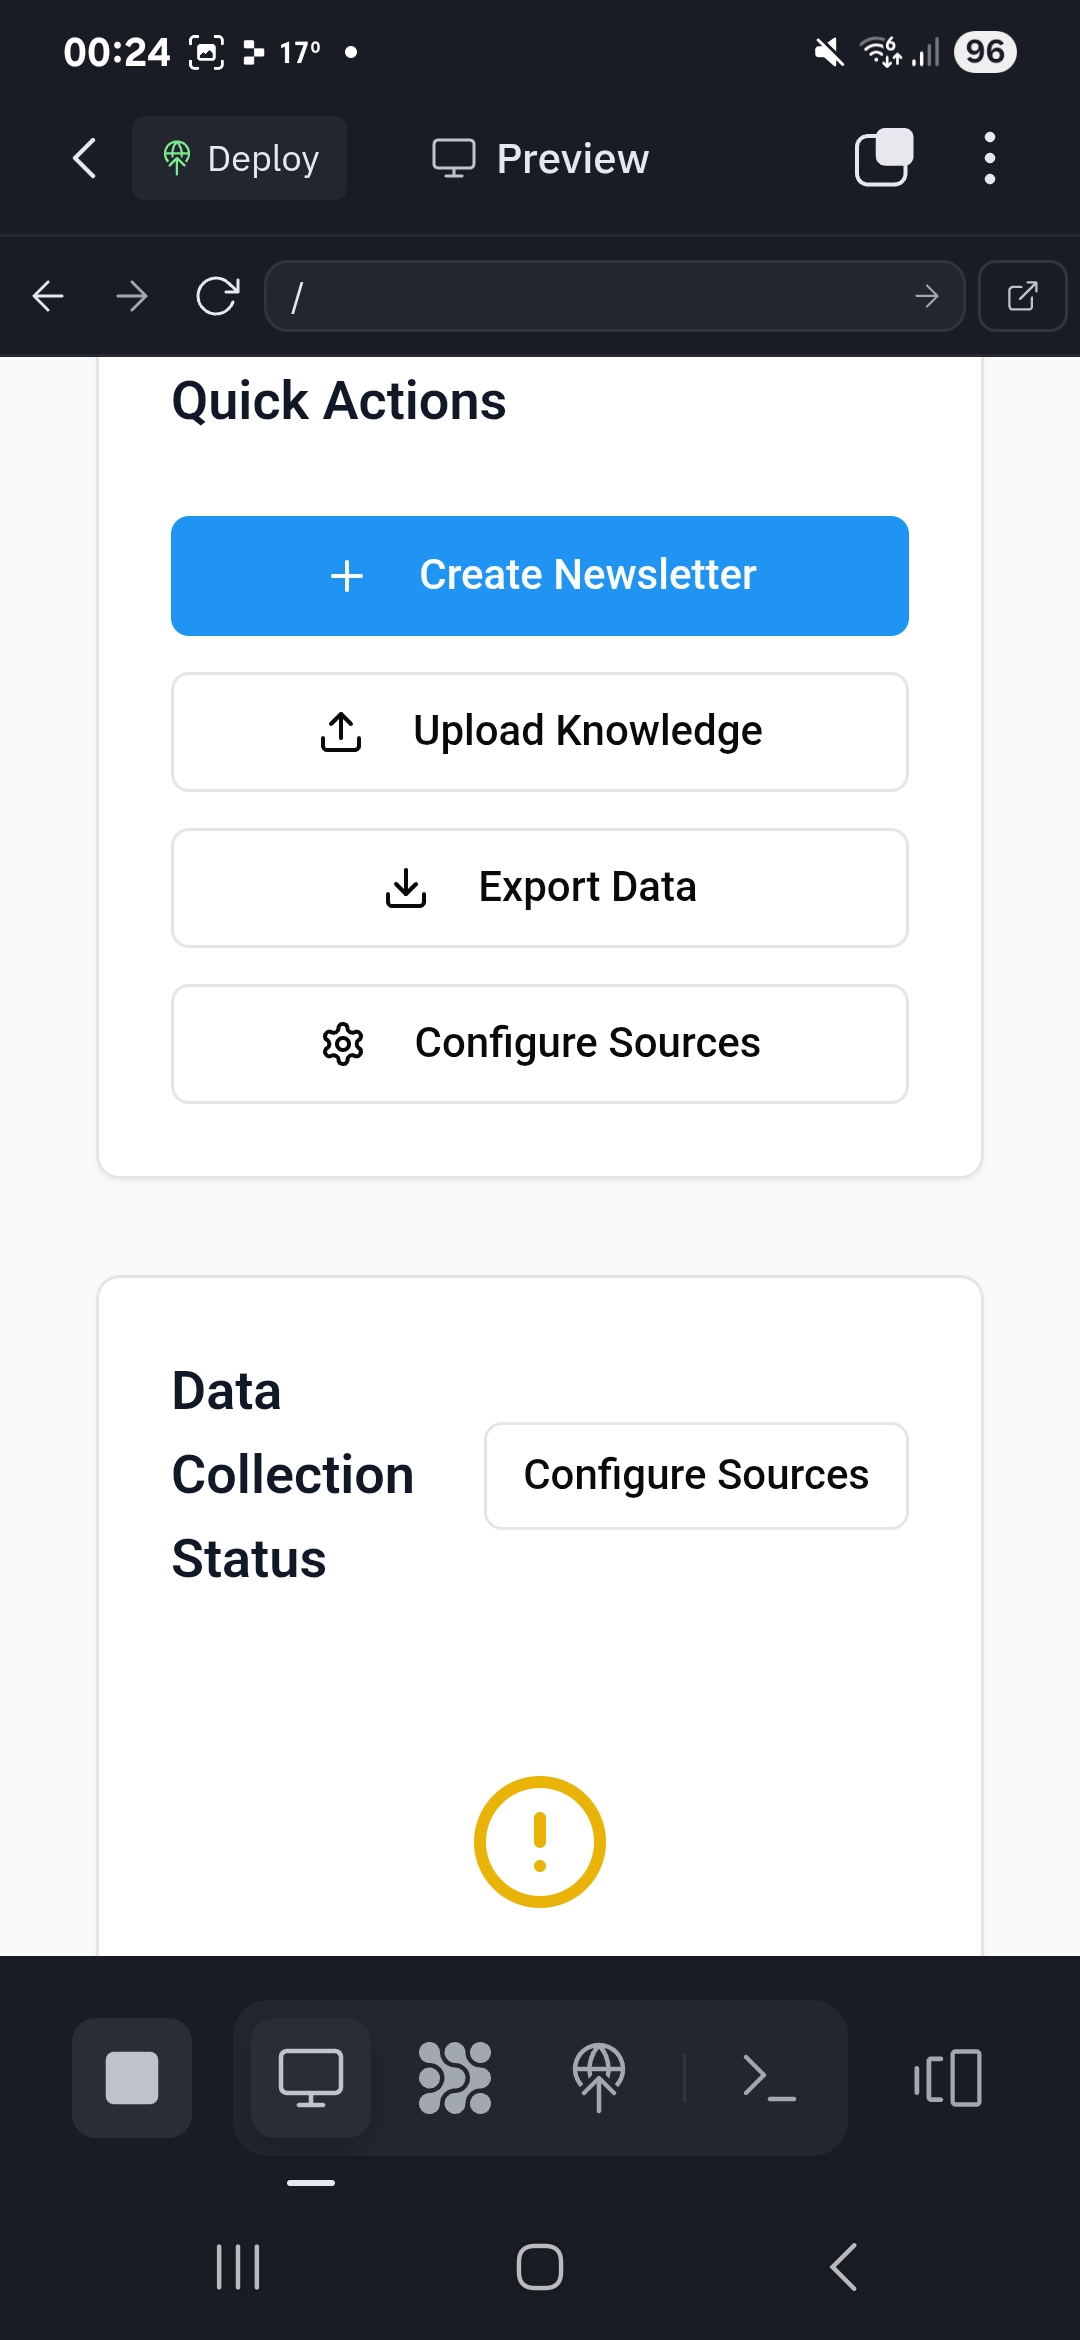 00:24 17° 96
Deploy Preview
/
Quick Actions
Create Newsletter
Upload Knowledge
Export Data
Configure Sources
Data
Collection
Status
Configure Sources